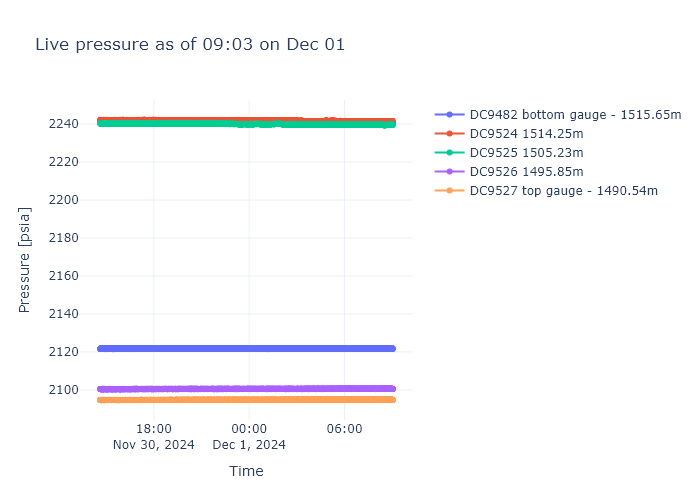 Live pressure as of 09:03 on Dec 01
DC9482 bottom gauge - 1515.65m
DC9524 1514.25m
DC9525 1505.23m
DC9526 1495.85m
DC9527 top gauge - 1490.54m
Pressure [psia]
2240
2220
2200
2180
2160
2140
2120
2100
18:00
Nov 30, 2024
00:00
Dec 1, 2024
06:00
Time